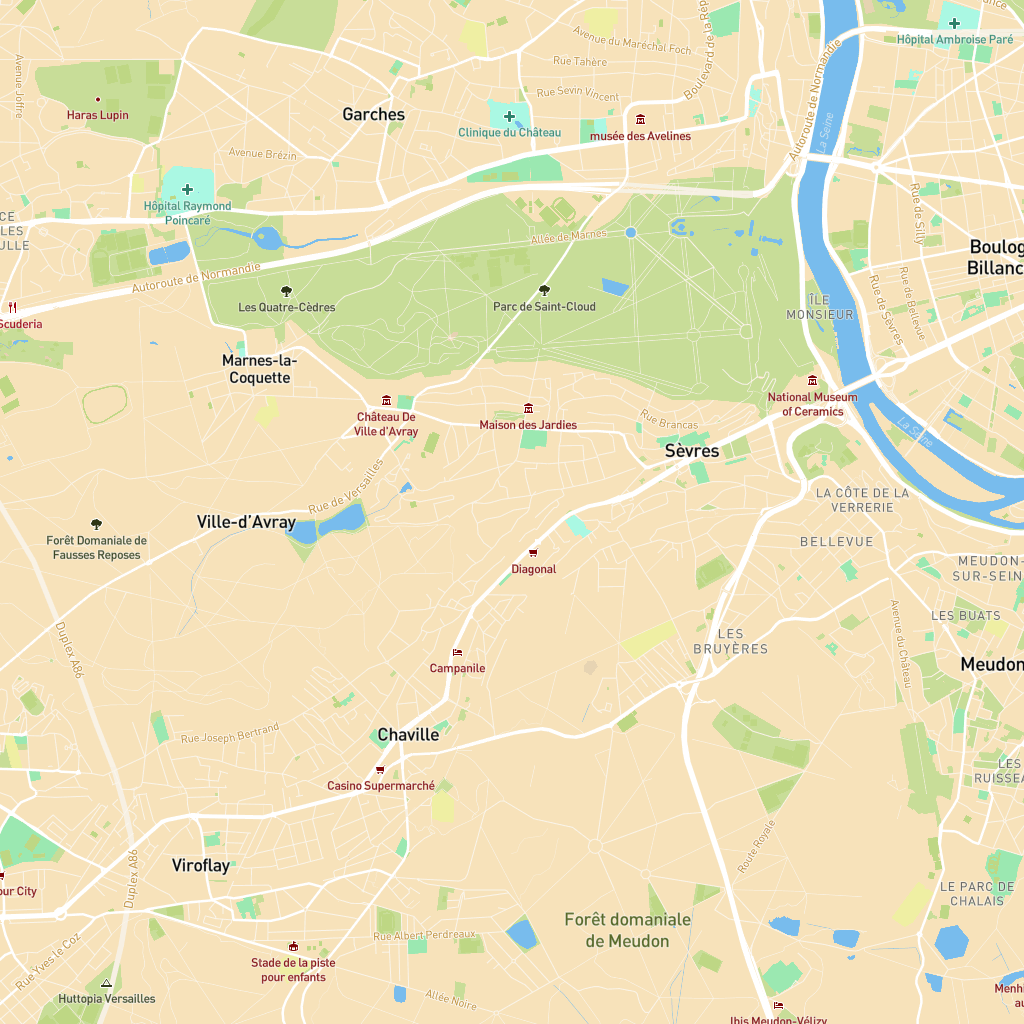 Hôpital Ambroise Paré
Avenue du Maréchal Foch
Boulevard de la Rép
Rue Tahère
Avenue Joffre
Autoroute de Normandie
Rue Sevin Vincent
Haras Lupin
Garches
Clinique du Château
musée des Avelines
La Seine
Avenue Brézin
Hôpital Raymond
Poincaré
Rue de Silly
CE
LES
ULLE
Allée de Marnes
Boulog
Billanc
Autoroute de Normandie
Les Quatre-Cèdres
Parc de Saint-Cloud
ÎLE
MONSIEUR
Rue de Sèvres
Rue de Bellevue
Scuderia
Marnes-la-
Coquette
National Museum
of Ceramics
Château De
Ville d'Avray
Maison des Jardies
Rue Brancas
La Seine
Sèvres
Rue de Versailles
LA CÔTE DE LA
VERRERIE
Ville-d'Avray
Forêt Domaniale de
Fausses Reposes
BELLEVUE
MEUDON-
SUR-SEINE
Diagonal
LES BUATS
Duplex A86
Avenue du Château
LES
BRUYÈRES
Campanile
Meudon
Rue Joseph Bertrand
Chaville
LES
RUISSEA
Casino Supermarché
Route Royale
Duplex A86
Viroflay
our City
LE PARC DE
CHALAIS
Forêt domaniale
de Meudon
Rue Albert Perdreaux
Rue Yves le Coz
Stade de la piste
pour enfants
Huttopia Versailles
Allée Noire
Menh
au
Ibis Meudon-Vélizy